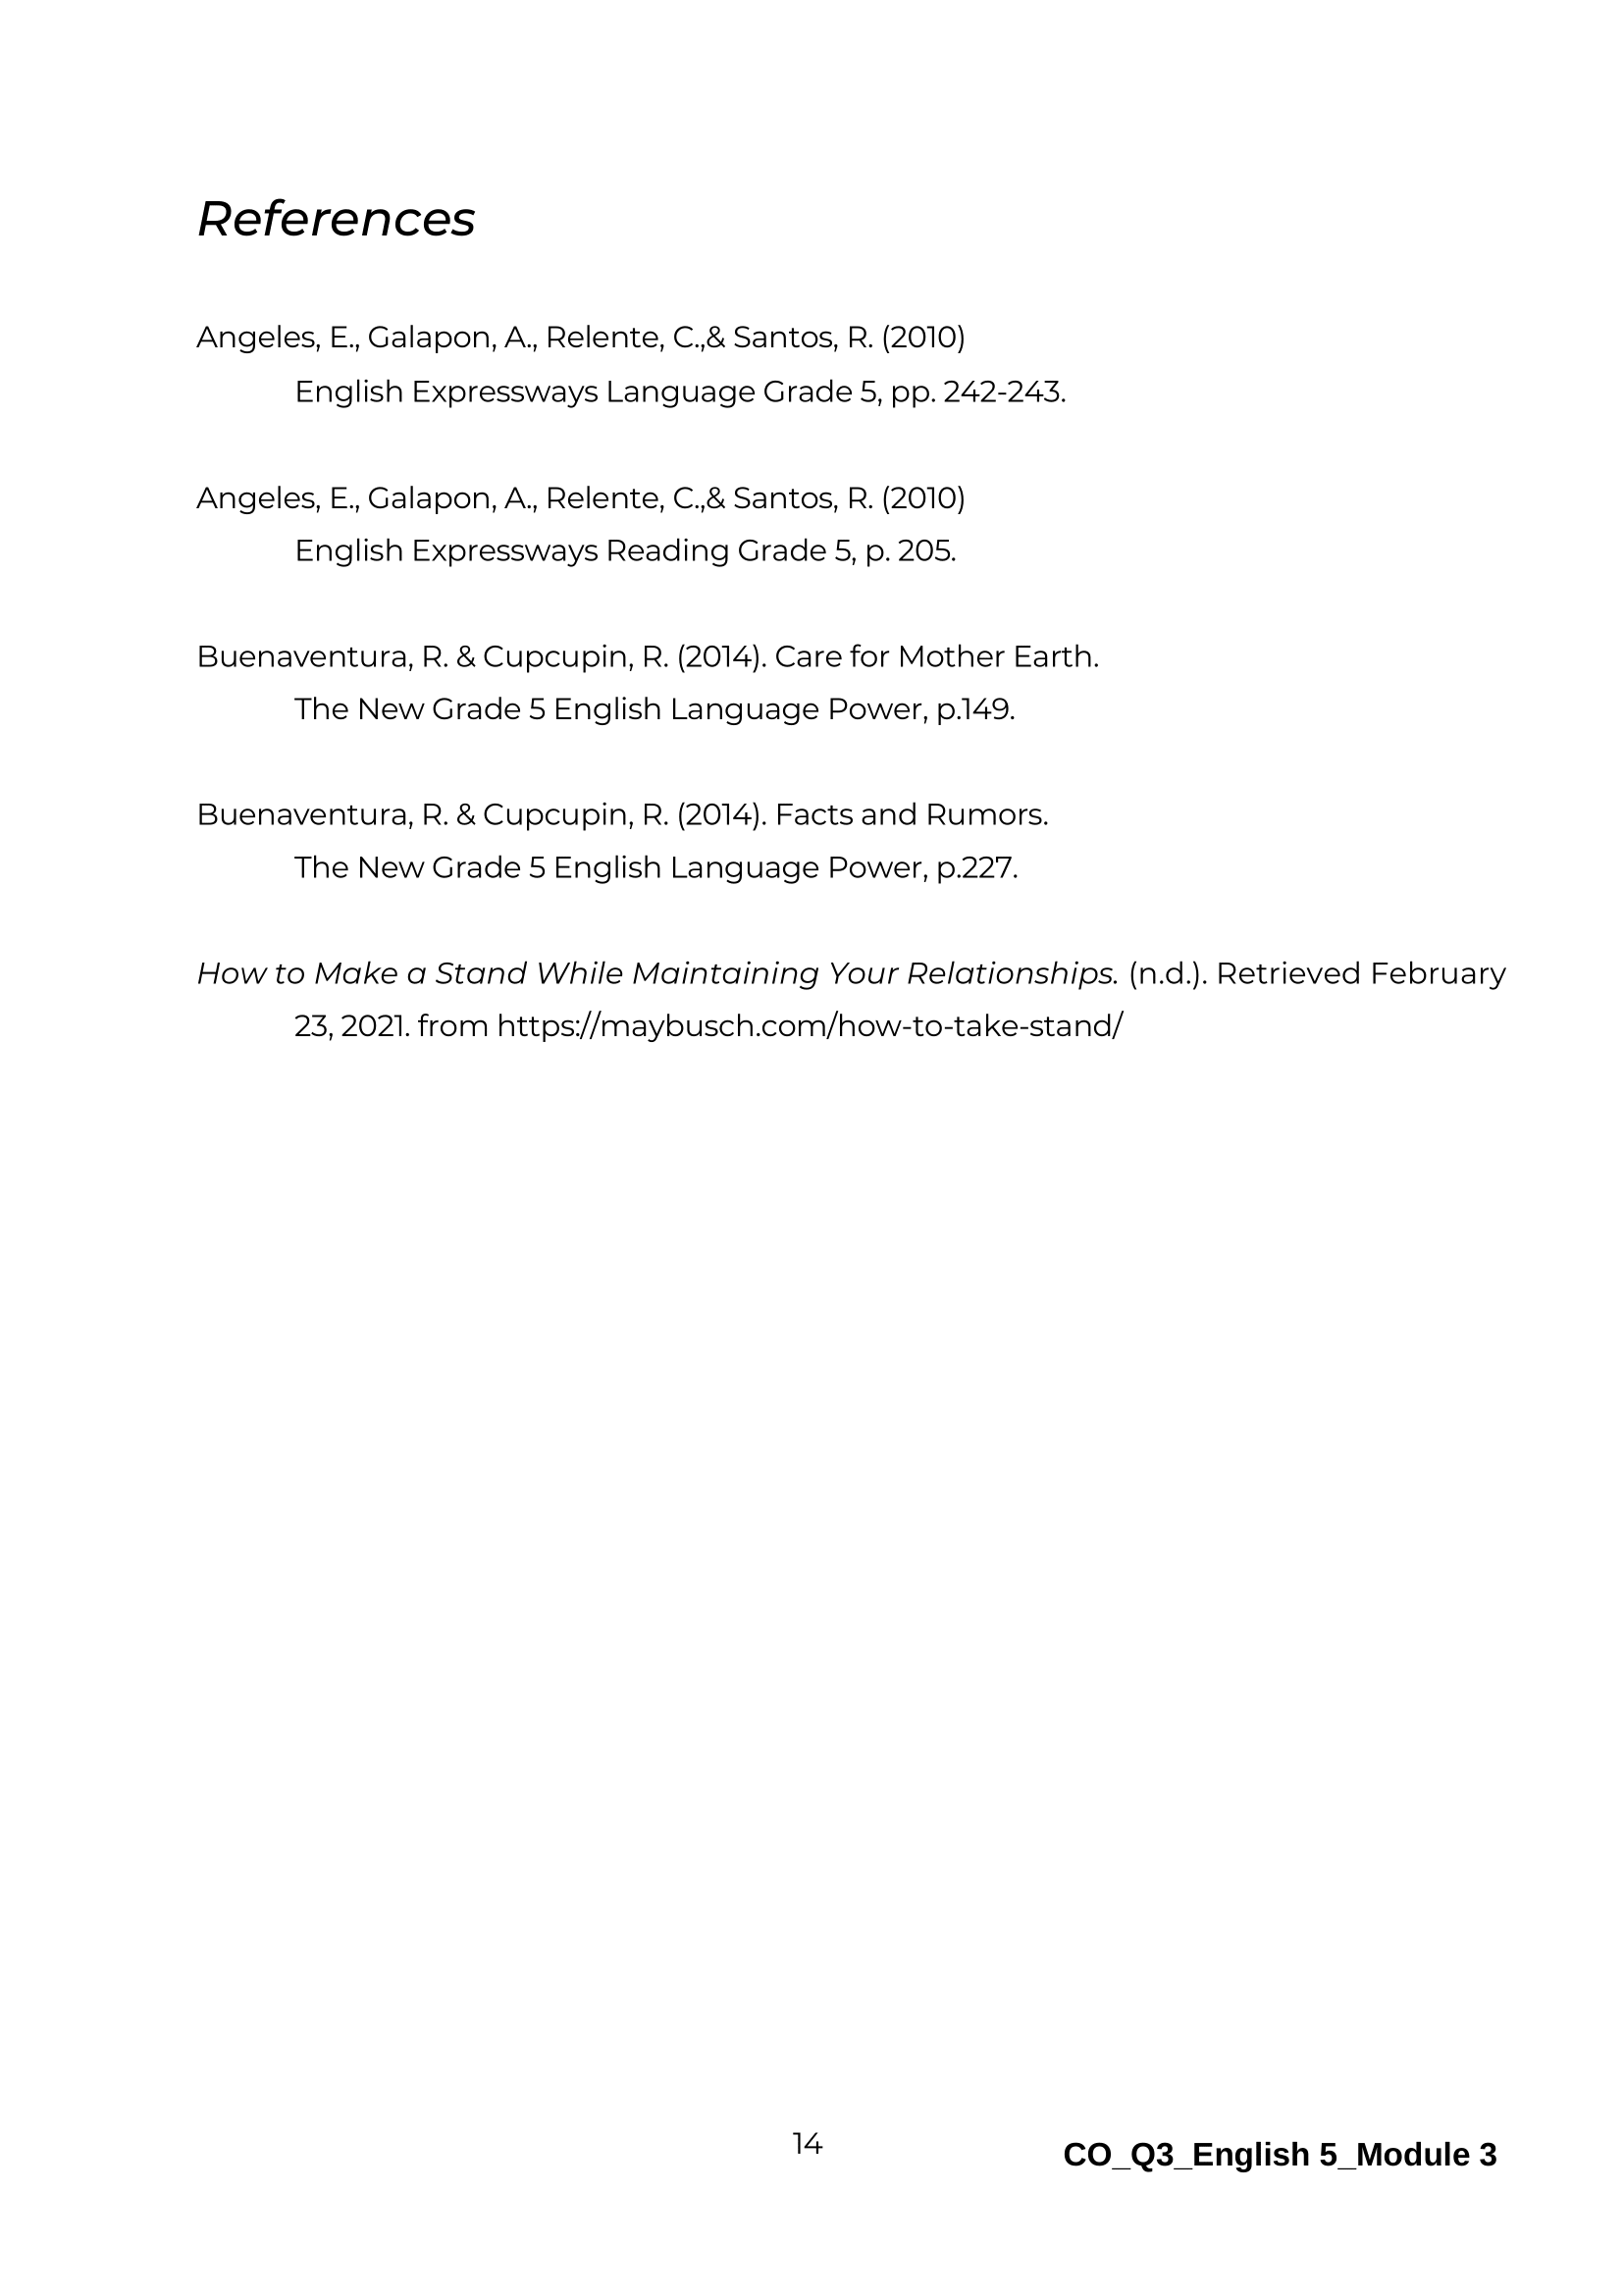 References
Angeles, E., Galapon, A., Relente, C.,& Santos, R. (2010)
English Expressways Language Grade 5, pp. 242-243.
Angeles, E., Galapon, A., Relente, C.,& Santos, R. (2010)
English Expressways Reading Grade 5, p. 205.
Buenaventura, R. & Cupcupin, R. (2014). Care for Mother Earth.
The New Grade 5 English Language Power, p.149.
Buenaventura, R. & Cupcupin, R. (2014). Facts and Rumors.
The New Grade 5 English Language Power, p.227.
How to Make a Stand While Maintaining Your Relationships. (n.d.). Retrieved February
23, 2021. from https://maybusch.com/how-to-take-stand/
14
CO_Q3_English 5_Module 3